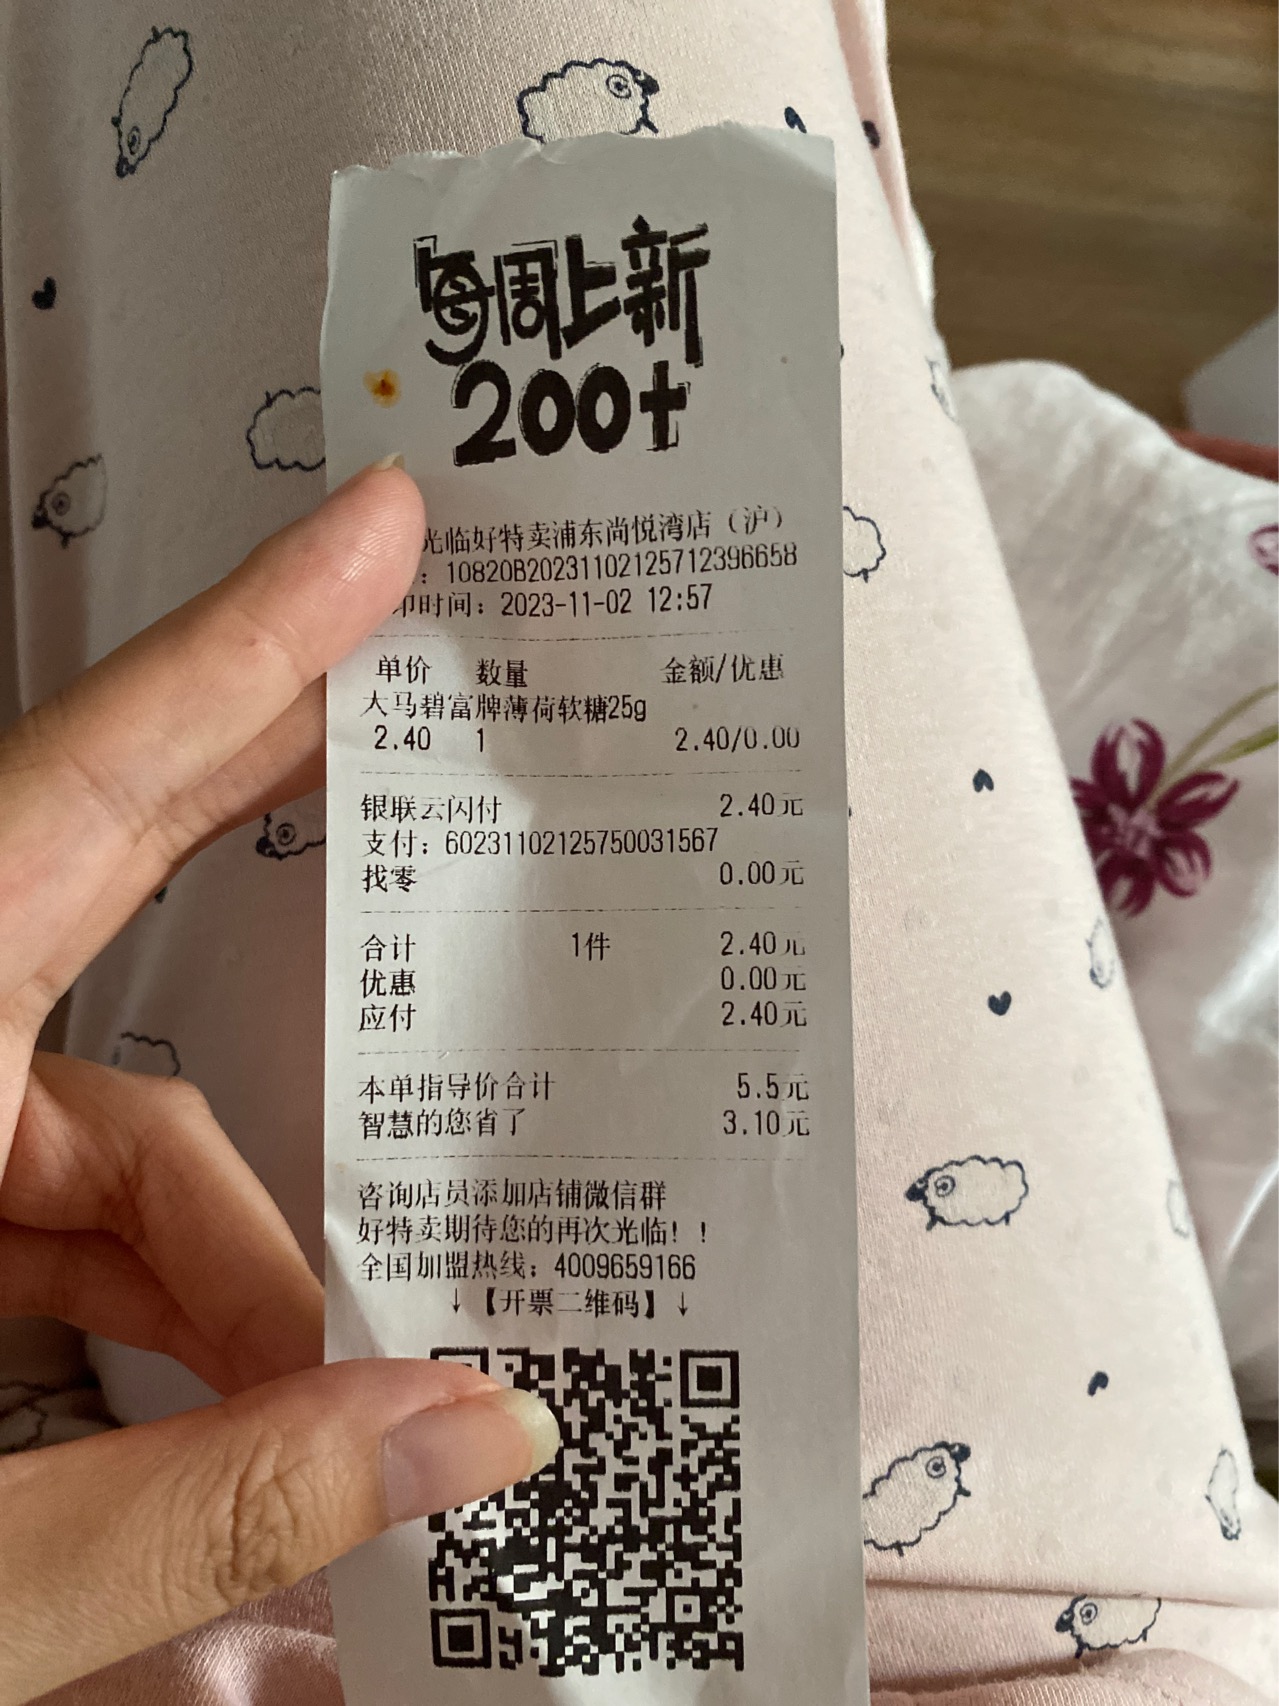 每周上新
200+
光临好特卖浦东尚悦湾店（沪）
：10820B20231102125712396658
印时间：2023-11-02 12:57
单价 数量 金额/优惠
大马碧富牌薄荷软糖25g
2.40 1 2.40/0.00
银联云闪付 2.40元
支付：60231102125750031567
找零 0.00元
合计 1件 2.40元
优惠 0.00元
应付 2.40元
本单指导价合计 5.5元
智慧的您省了 3.10元
咨询店员添加店铺微信群
好特卖期待您的再次光临！！
全国加盟热线：4009659166
↓【开票二维码】↓